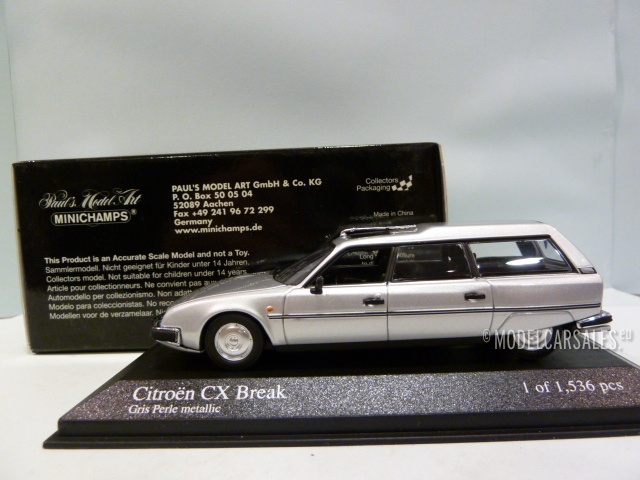 Paul's Model Art
MINICHAMPS
PAUL'S MODEL ART GmbH & Co. KG
P. O. Box 50 05 04
52089 Aachen
Fax +49 241 96 72 299
Germany
www.minichamps.de
Collectors
Packaging
Made in China
This Product is an Accurate Scale Model and not a Toy.
Sammlermodell. Nicht geeignet für Kinder unter 14 Jahren.
Collectors model. Not suitable for children under 14 years.
Article pour collectionneurs. Ne convient pas aux
Automodello per collezionismo. Non adatto
Modelo para coleccionistas. No recomendado
Modellen voor de verzamelaar. Niet
Citroën CX Break
Gris Perle metallic
1 of 1,536 pcs
© MODELCARSALES.eu